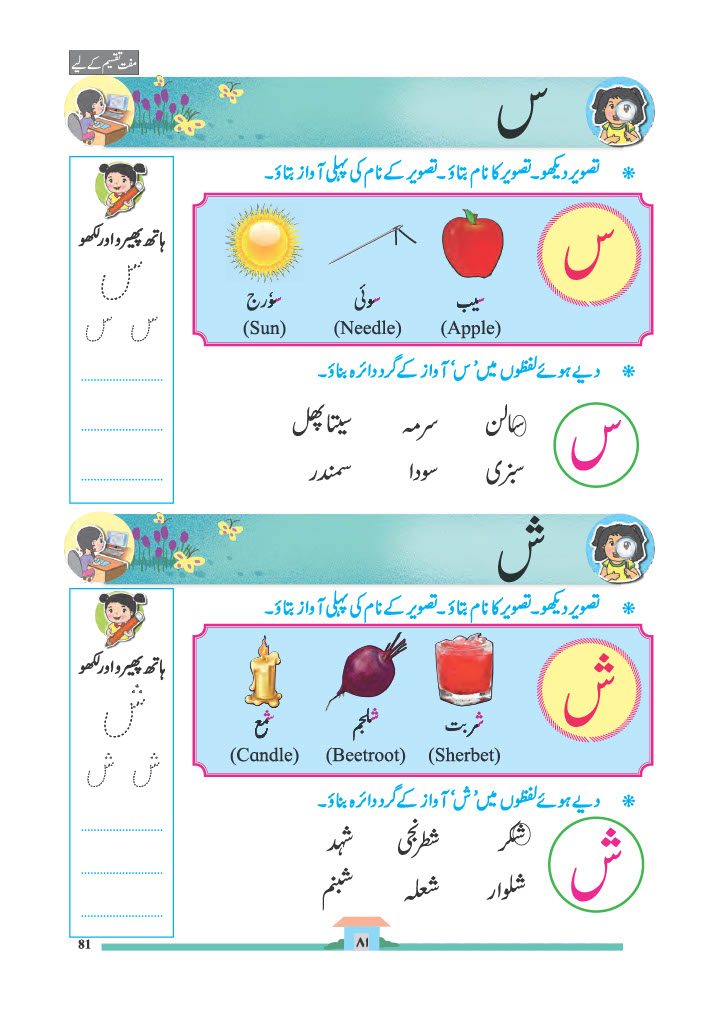 مفت تقسیم کے لیے
س
* تصویر دیکھو۔ تصویر کا نام بتاؤ۔ تصویر کے نام کی پہلی آواز بتاؤ۔
س
سیب سوئی سوٗرج
(Apple) (Needle) (Sun)
ہاتھ پھیرو اور لکھو
س
س س
* دیے ہوئے لفظوں میں ’س‘ آواز کے گرد دائرہ بناؤ۔
س
سالن سرمہ سیتا پھل
سبزی سودا سمندر
ش
* تصویر دیکھو۔ تصویر کا نام بتاؤ۔ تصویر کے نام کی پہلی آواز بتاؤ۔
ش
شربت شلجم شمع
(Sherbet) (Beetroot) (Candle)
ہاتھ پھیرو اور لکھو
ش
ش ش
* دیے ہوئے لفظوں میں ’ش‘ آواز کے گرد دائرہ بناؤ۔
ش
شکر شطرنجی شہد
شلوار شعلہ شبنم
81
۸۱